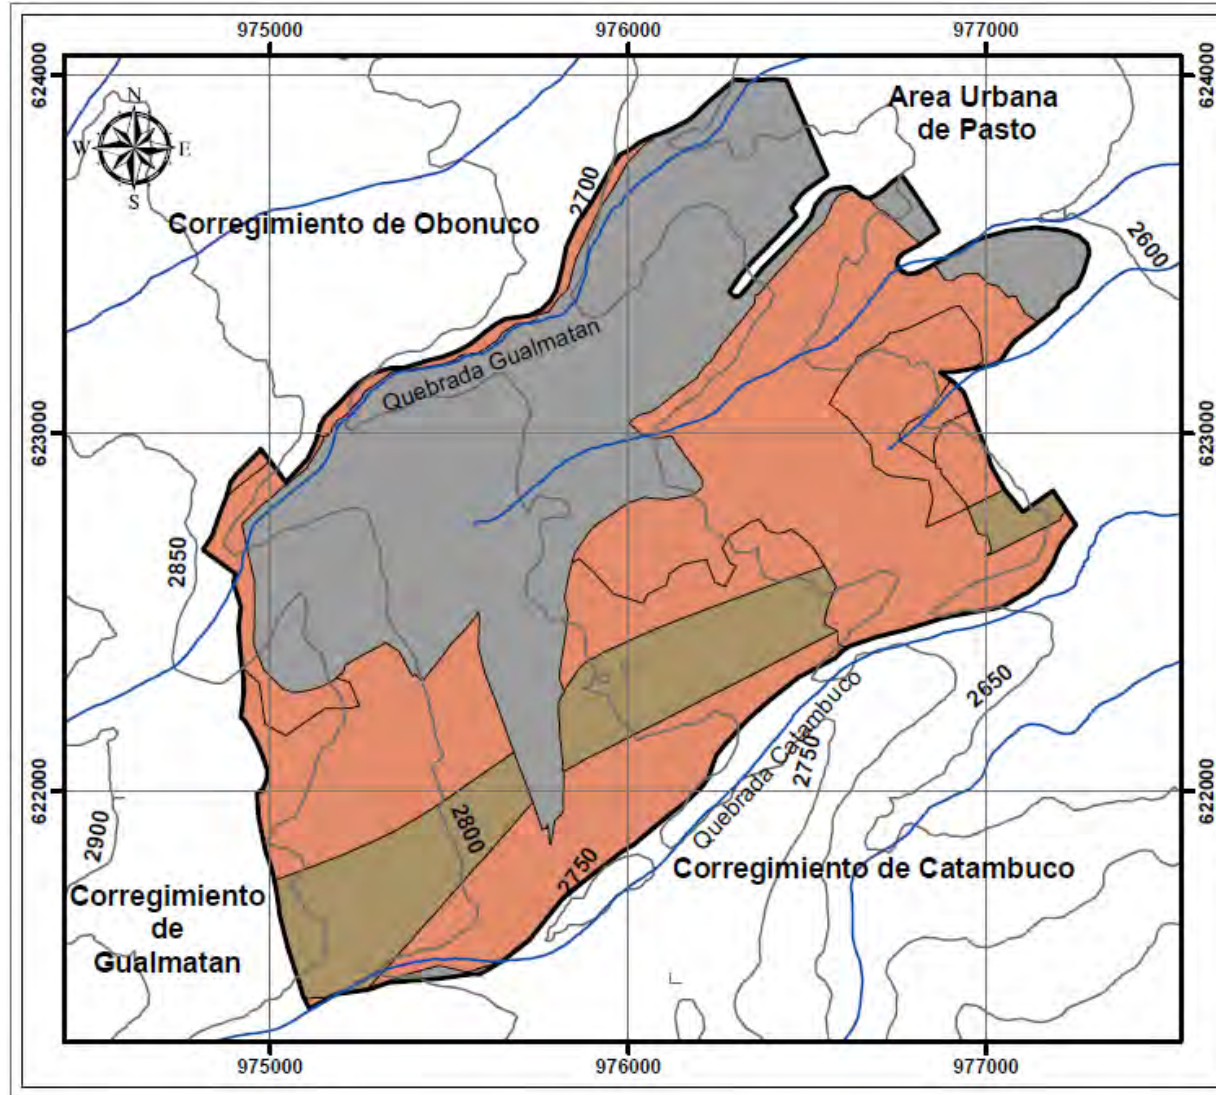 975000
976000
977000
624000
624000
N
W
E
S
Area Urbana
de Pasto
2700
Corregimiento de Obonuco
2600
Quebrada Gualmatan
623000
623000
2850
2650
Quebrada Catambuco
2750
622000
622000
2800
2900
2750
Corregimiento de Catambuco
Corregimiento
de
Gualmatan
975000
976000
977000